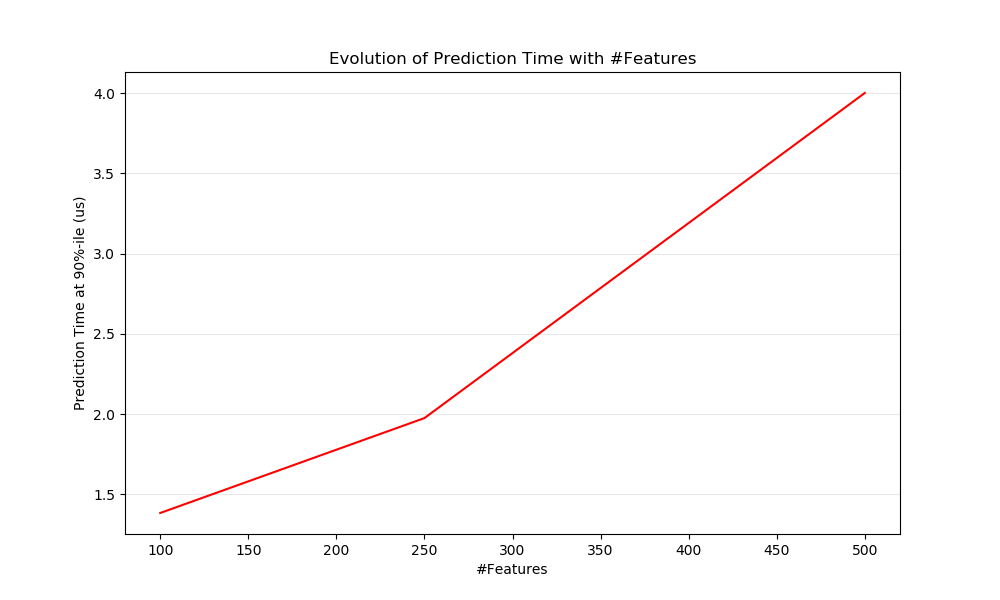 Evolution of Prediction Time with #Features
Prediction Time at 90%-ile (us)
4.0
3.5
3.0
2.5
2.0
1.5
100 150 200 250 300 350 400 450 500
#Features